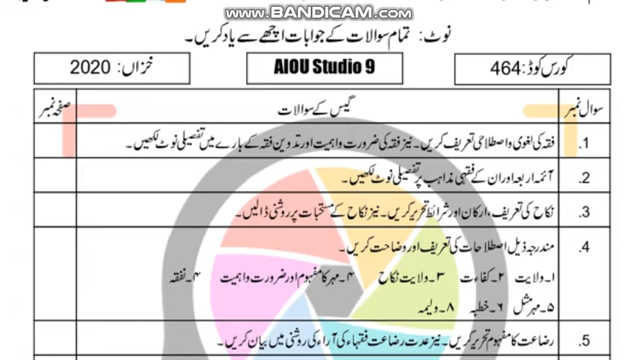 WWW.BANDICAM.COM
نوٹ: تمام سوالات کے جوابات اچھے سے یاد کریں۔
کورس کوڈ: 464 AIOU Studio 9 خزاں: 2020
سوال نمبر گیس کے سوالات صفحہ نمبر
1. فقہ کی لغوی و اصطلاحی تعریف کریں۔ نیز فقہ کی ضرورت و اہمیت اور تدوین فقہ کے بارے میں تفصیلی نوٹ لکھیں۔
2. آئمہ اربعہ اور ان کے فقہی مذاہب پر تفصیلی نوٹ لکھیں۔
3. نکاح کی تعریف، ارکان اور شرائط تحریر کریں۔ نیز نکاح کے مستحبات پر روشنی ڈالیں۔
4. مندرجہ ذیل اصطلاحات کی تعریف اور وضاحت کریں۔
۱۔ ولایت ۲۔ کفاءت ۳۔ ولایت نکاح ۴۔ مہر کا مفہوم اور ضرورت و اہمیت ۴۔ نفقہ
۵۔ مہر مثل ۶۔ خطبہ ۸۔ ولیمہ
5. رضاعت کا مفہوم تحریر کریں۔ نیز عدت رضاعت فقہاء کی آراء کی روشنی میں بیان کریں۔